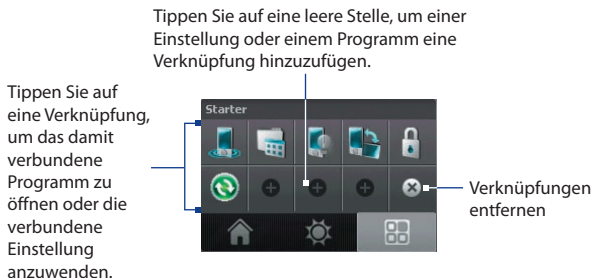 Tippen Sie auf eine leere Stelle, um einer
Einstellung oder einem Programm eine
Verknüpfung hinzuzufügen.
Tippen Sie auf
eine Verknüpfung,
um das damit
verbundene
Programm zu
öffnen oder die
verbundene
Einstellung
anzuwenden.
Starter
Verknüpfungen
entfernen